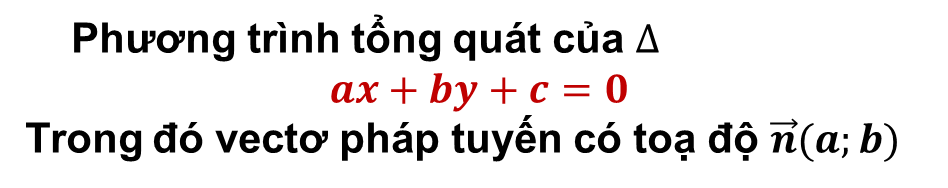 Phương trình tổng quát của Δ
ax + by + c = 0
Trong đó vectơ pháp tuyến có toạ độ n⃗(a; b)